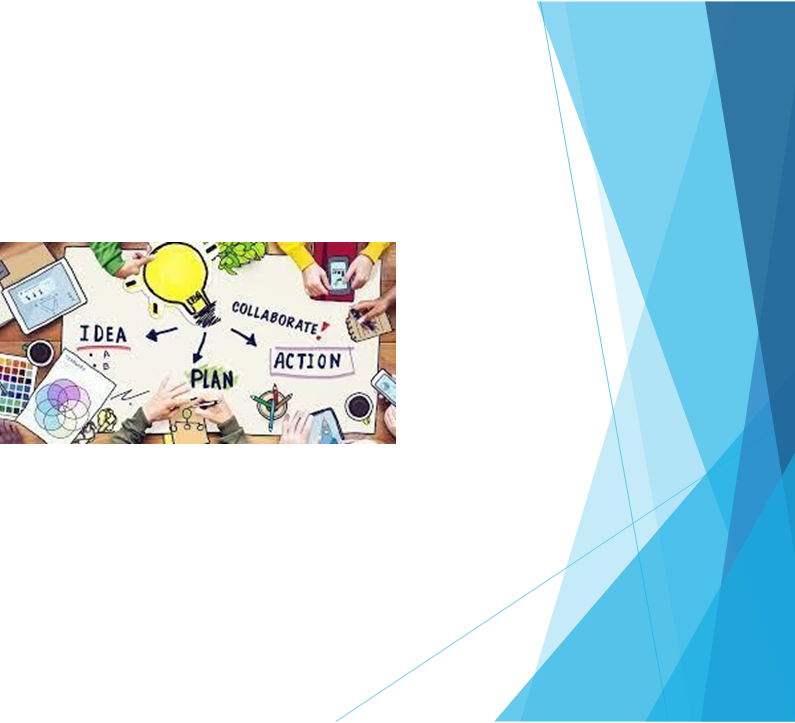 COLLABORATE!
IDEA
• A
• B
ACTION
PLAN